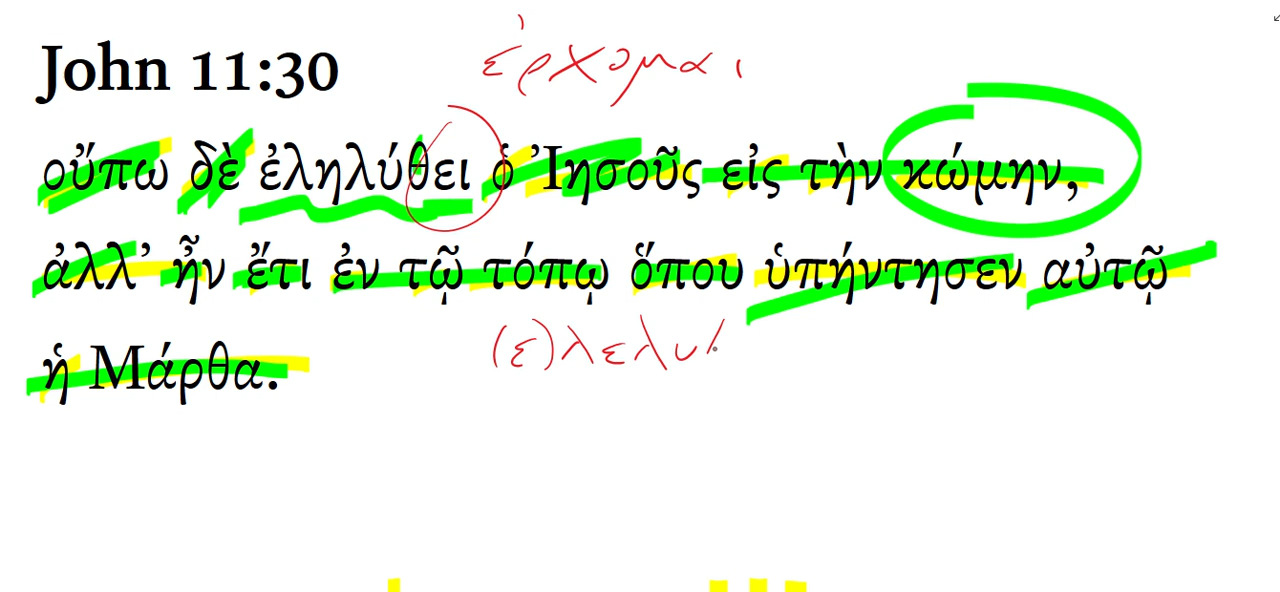 John 11:30
ἐρχομαι
οὔπω δὲ ἐληλύθει ὁ Ἰησοῦς εἰς τὴν κώμην,
ἀλλ’ ἦν ἔτι ἐν τῷ τόπῳ ὅπου ὑπήντησεν αὐτῷ
(ε)λελυ
ἡ Μάρθα.